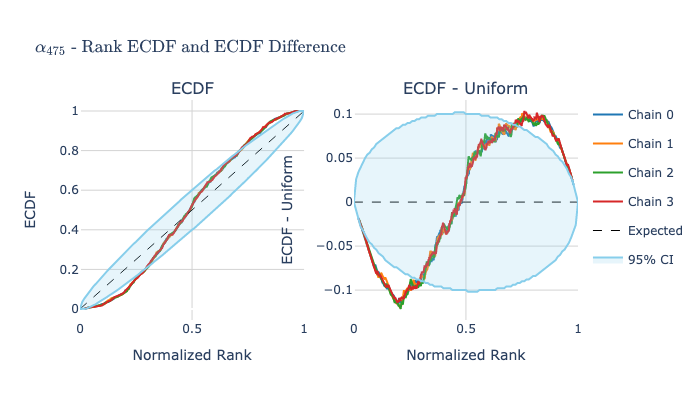 α₄₇₅ - Rank ECDF and ECDF Difference
ECDF
ECDF - Uniform
ECDF
1
0.8
0.6
0.4
0.2
0
0
0.5
1
Normalized Rank
ECDF - Uniform
0.1
0.05
0
−0.05
−0.1
0
0.5
1
Normalized Rank
Chain 0
Chain 1
Chain 2
Chain 3
Expected
95% CI